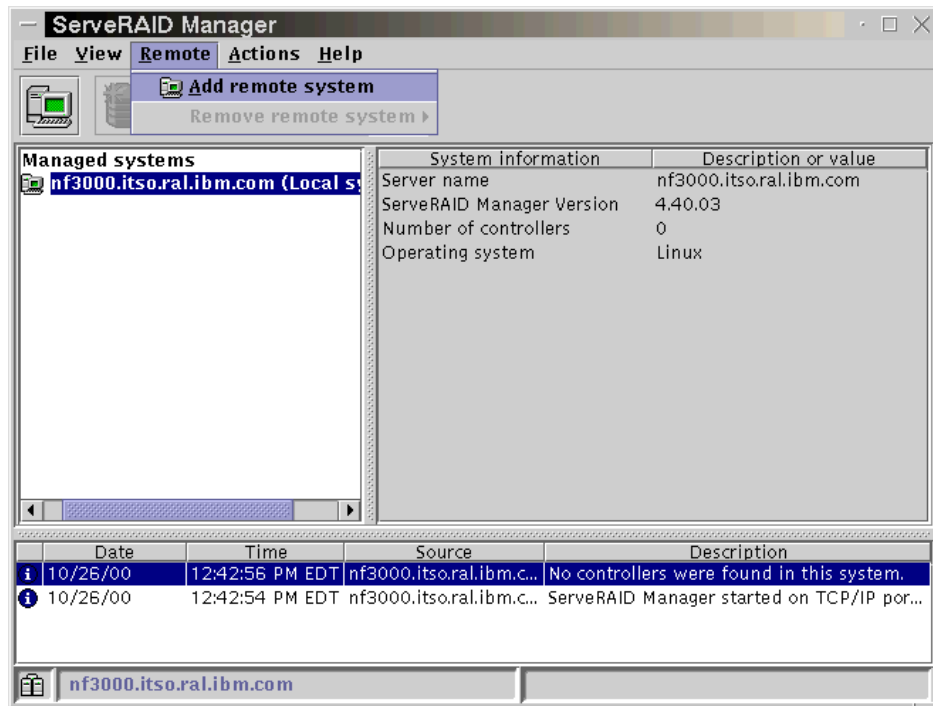 ServeRAID Manager
File View Remote Actions Help
Add remote system
Remove remote system
Managed systems
nf3000.itso.ral.ibm.com (Local sy
System information Description or value
Server name nf3000.itso.ral.ibm.com
ServeRAID Manager Version 4.40.03
Number of controllers 0
Operating system Linux
Date Time Source Description
10/26/00 12:42:56 PM EDT nf3000.itso.ral.ibm.c... No controllers were found in this system.
10/26/00 12:42:54 PM EDT nf3000.itso.ral.ibm.c... ServeRAID Manager started on TCP/IP por...
nf3000.itso.ral.ibm.com